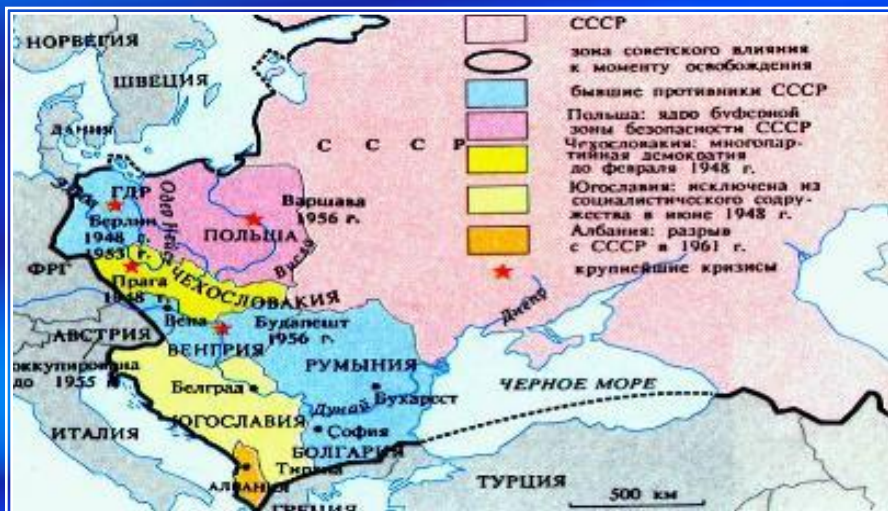 НОРВЕГИЯ
ШВЕЦИЯ
ДАНИЯ
СССР
зона советского влияния
к моменту освобождения
бывшие противники СССР
Польша: ядро буферной
зоны безопасности СССР
Чехословакия: многопар-
тийная демократия
до февраля 1948 г.
Югославия: исключена из
социалистического содру-
жества в июне 1948 г.
Албания: разрыв
с СССР в 1961 г.
крупнейшие кризисы
С С С Р
ГДР
Эльба
Одер
Нейсе
Берлин
1948 г.
1953 г.
Варшава
1956 г.
ПОЛЬША
Висла
ФРГ
Прага
1948 г.
ЧЕХОСЛОВАКИЯ
Днепр
Вена
Будапешт
1956 г.
АВСТРИЯ
ВЕНГРИЯ
оккупирована
до 1955 г.
РУМЫНИЯ
Белград
Бухарест
ЧЕРНОЕ МОРЕ
ЮГОСЛАВИЯ
Дунай
София
ИТАЛИЯ
БОЛГАРИЯ
Тирана
АЛБАНИЯ
ТУРЦИЯ
ГРЕЦИЯ
500 км